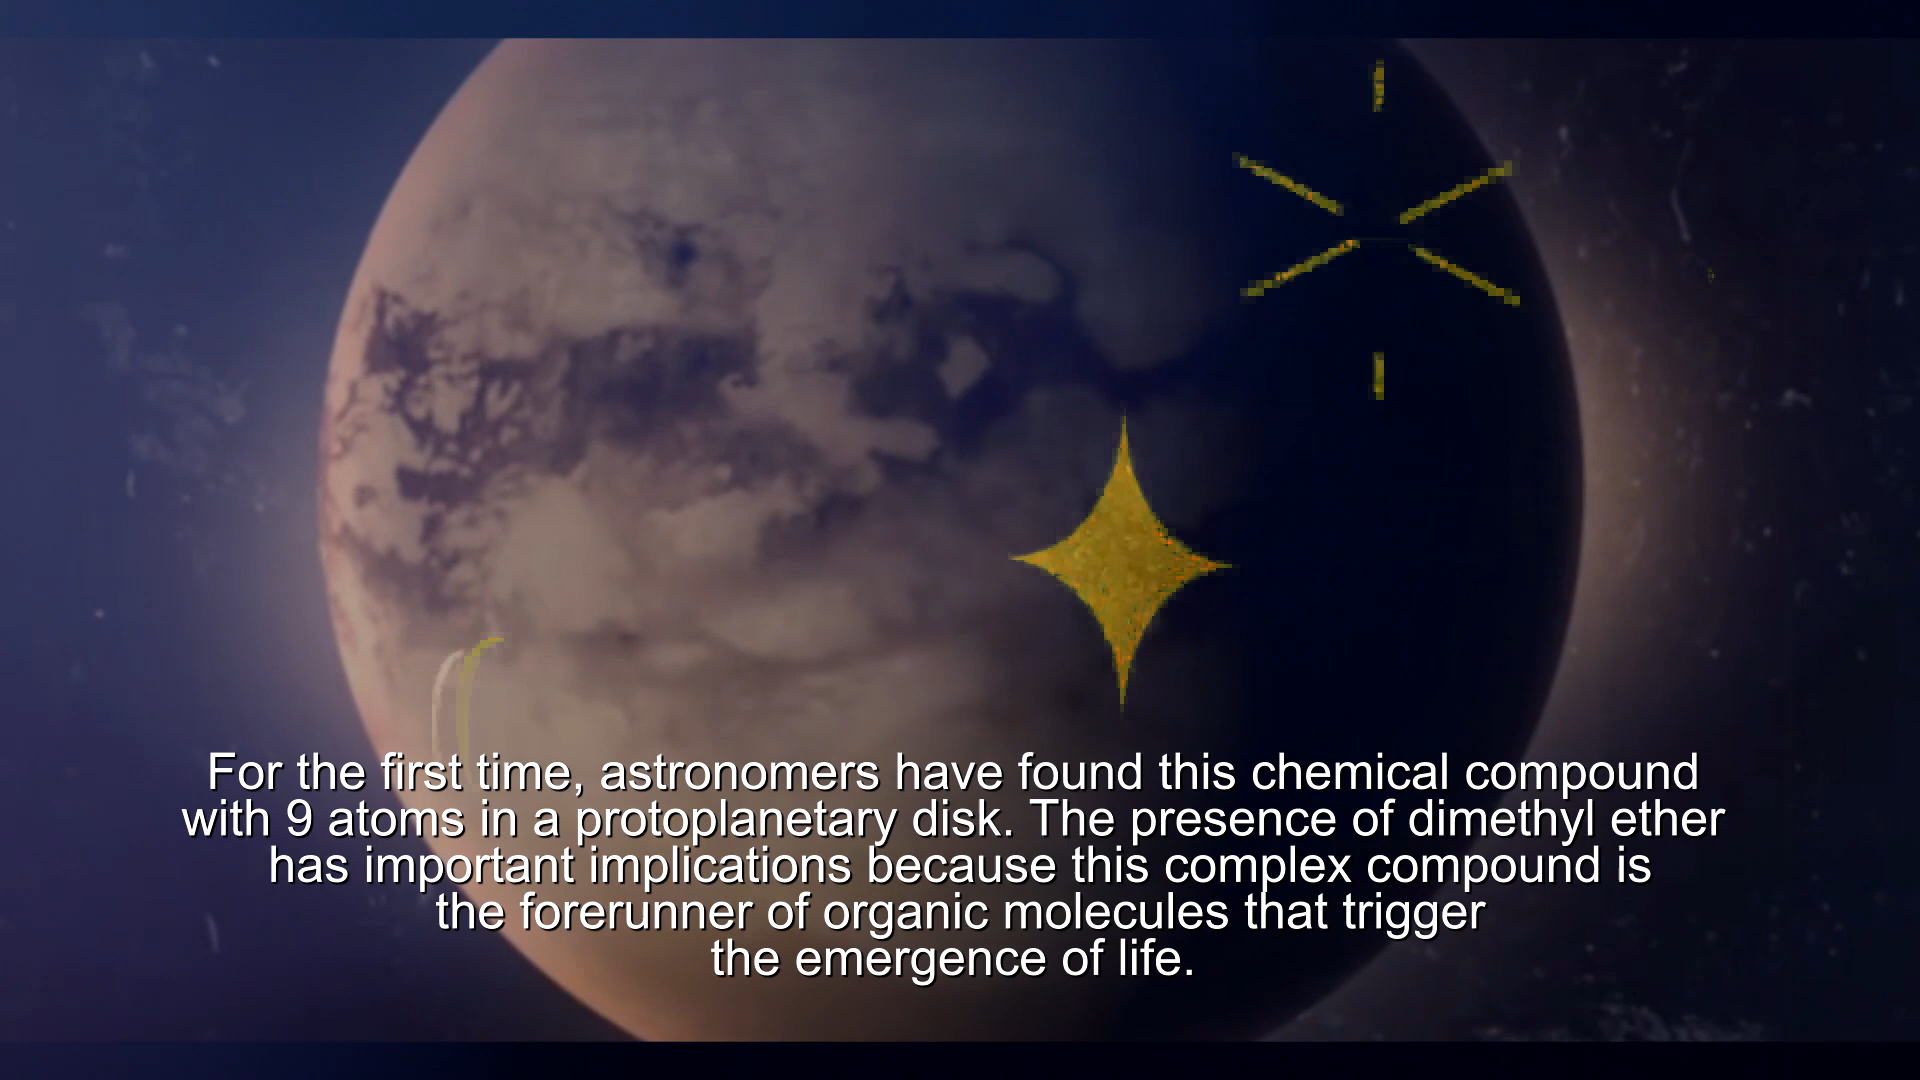 For the first time, astronomers have found this chemical compound
with 9 atoms in a protoplanetary disk. The presence of dimethyl ether
has important implications because this complex compound is
the forerunner of organic molecules that trigger
the emergence of life.